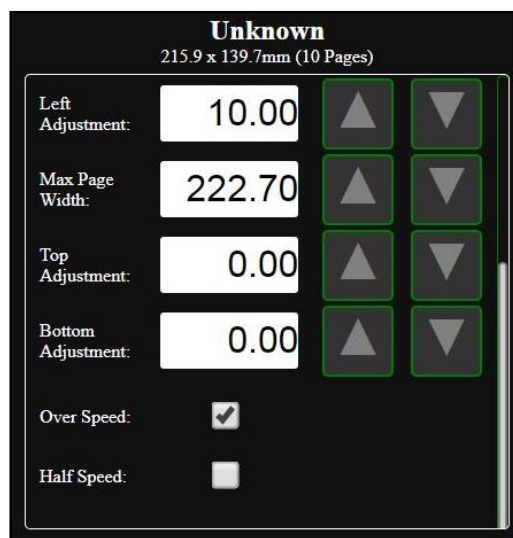 Unknown
215.9 x 139.7mm (10 Pages)
Left
Adjustment:
10.00
Max Page
Width:
222.70
Top
Adjustment:
0.00
Bottom
Adjustment:
0.00
Over Speed:
Half Speed: